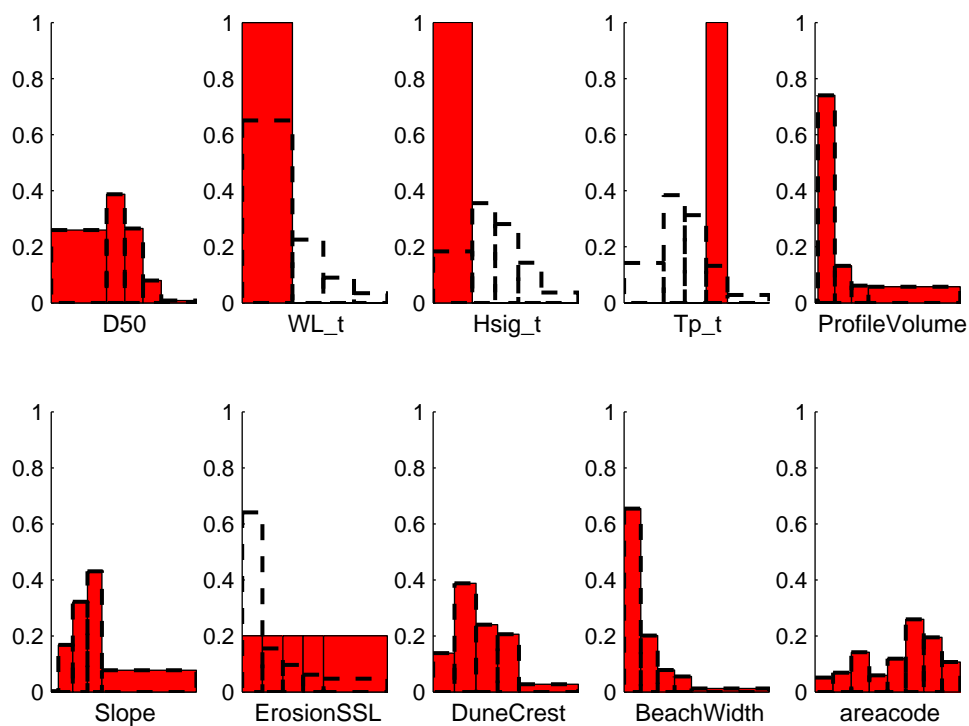 1 1 1 1 1
0.8 0.8 0.8 0.8 0.8
0.6 0.6 0.6 0.6 0.6
0.4 0.4 0.4 0.4 0.4
0.2 0.2 0.2 0.2 0.2
0 0 0 0 0
D50 WL_t Hsig_t Tp_t ProfileVolume
1 1 1 1 1
0.8 0.8 0.8 0.8 0.8
0.6 0.6 0.6 0.6 0.6
0.4 0.4 0.4 0.4 0.4
0.2 0.2 0.2 0.2 0.2
0 0 0 0 0
Slope ErosionSSL DuneCrest BeachWidth areacode